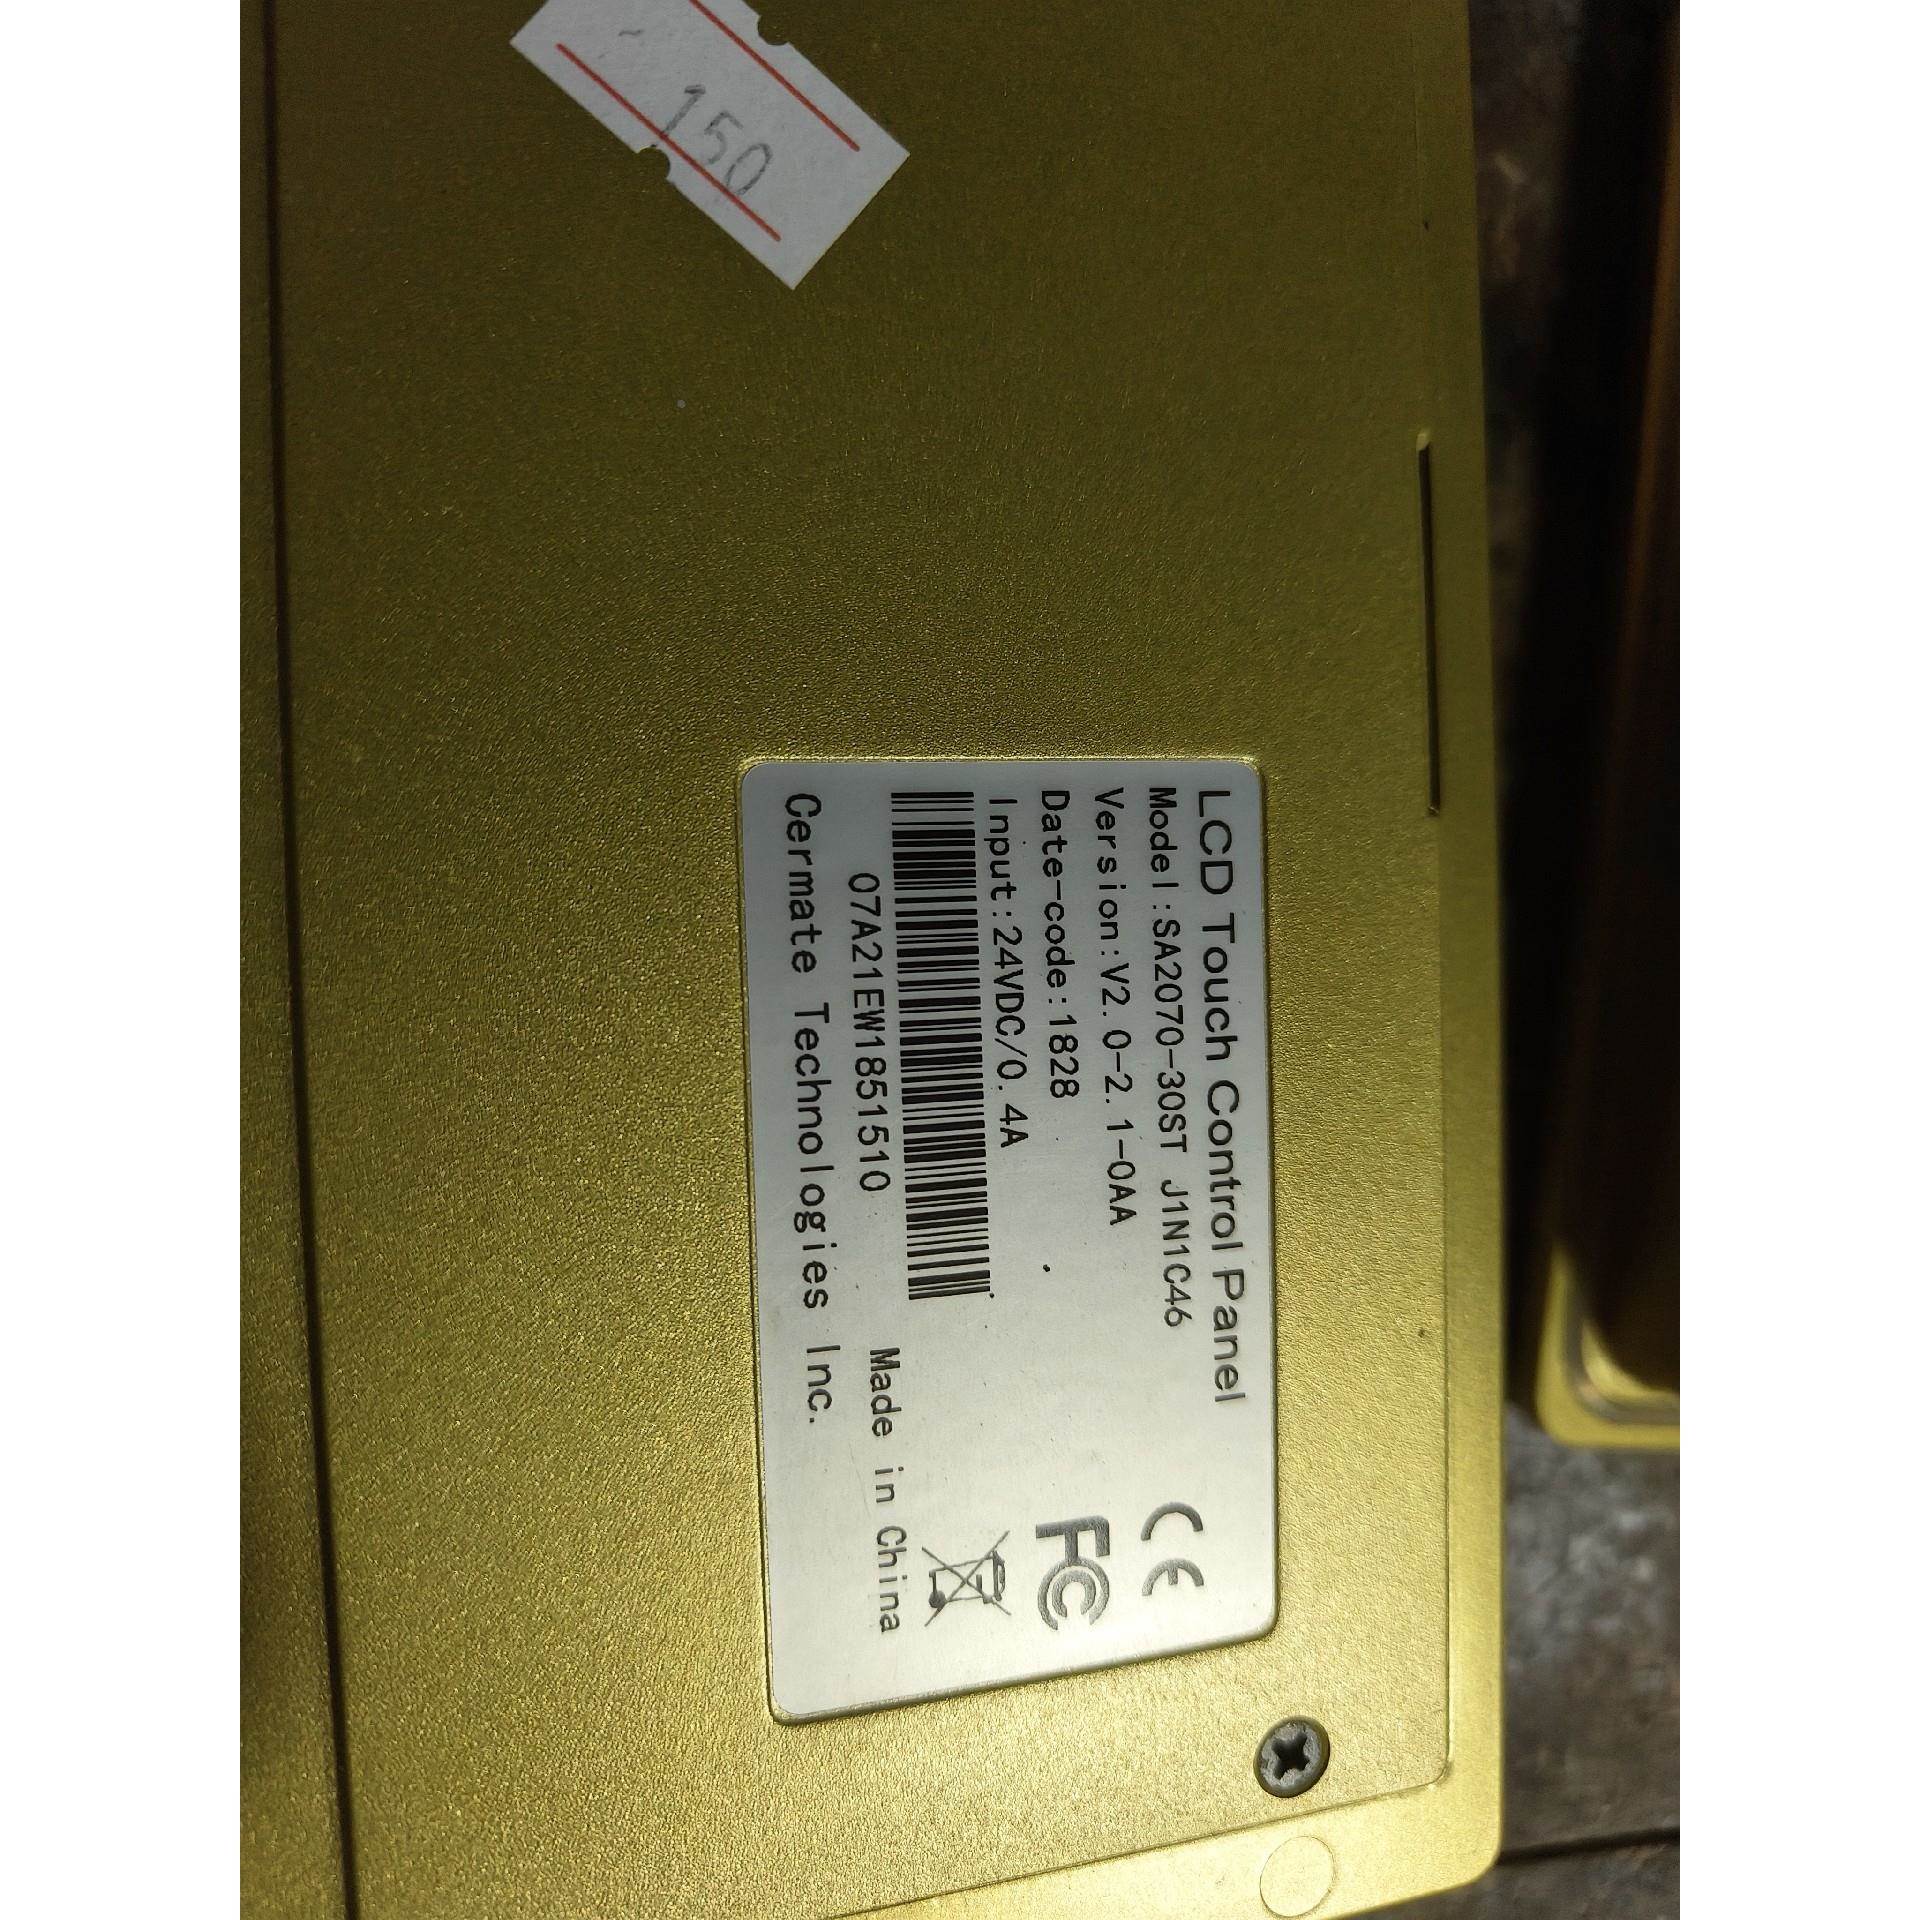 150
LCD Touch Control Panel
Model:SA2070-30ST J1N1C46
Version:V2.0-2.1-0AA
Date-code:1828
Input:24VDC/0.4A
07A21EW1851510
Made in China
Cermate Technologies Inc.
CE
FC